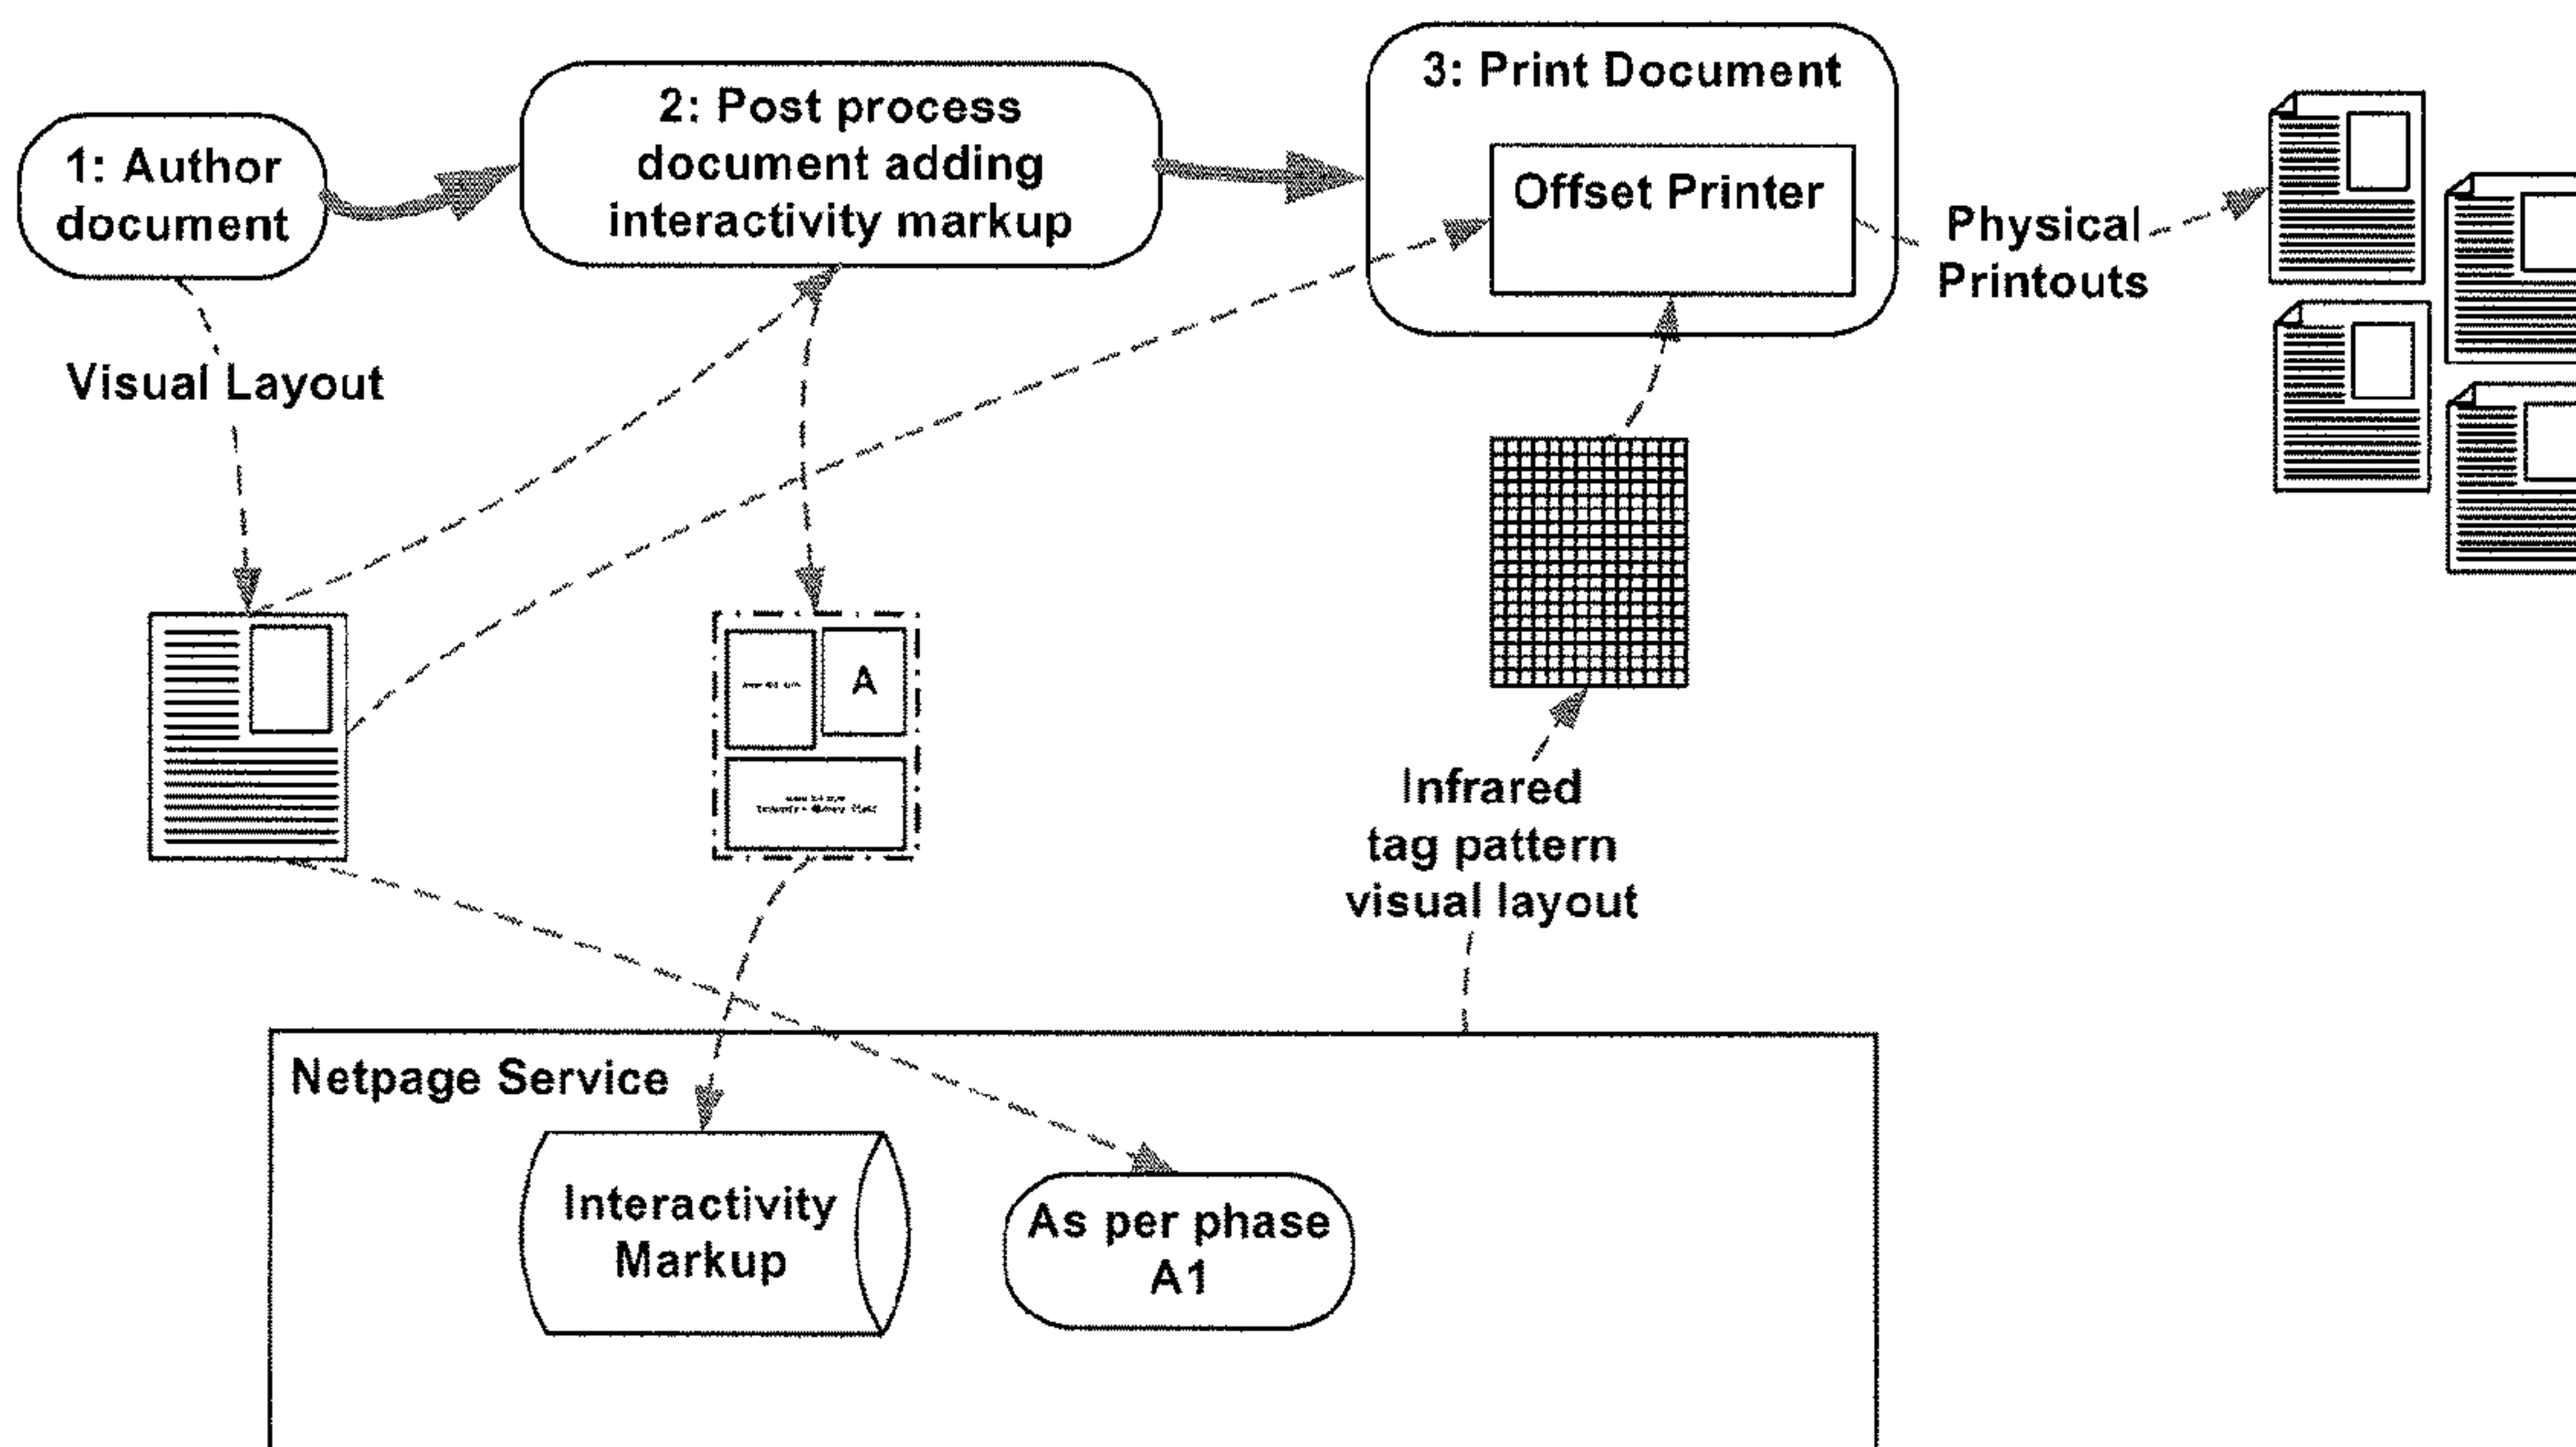 1: Author
document
2: Post process
document adding
interactivity markup
3: Print Document
Offset Printer
Physical
Printouts
Visual Layout
A
Infrared
tag pattern
visual layout
Netpage Service
Interactivity
Markup
As per phase
A1